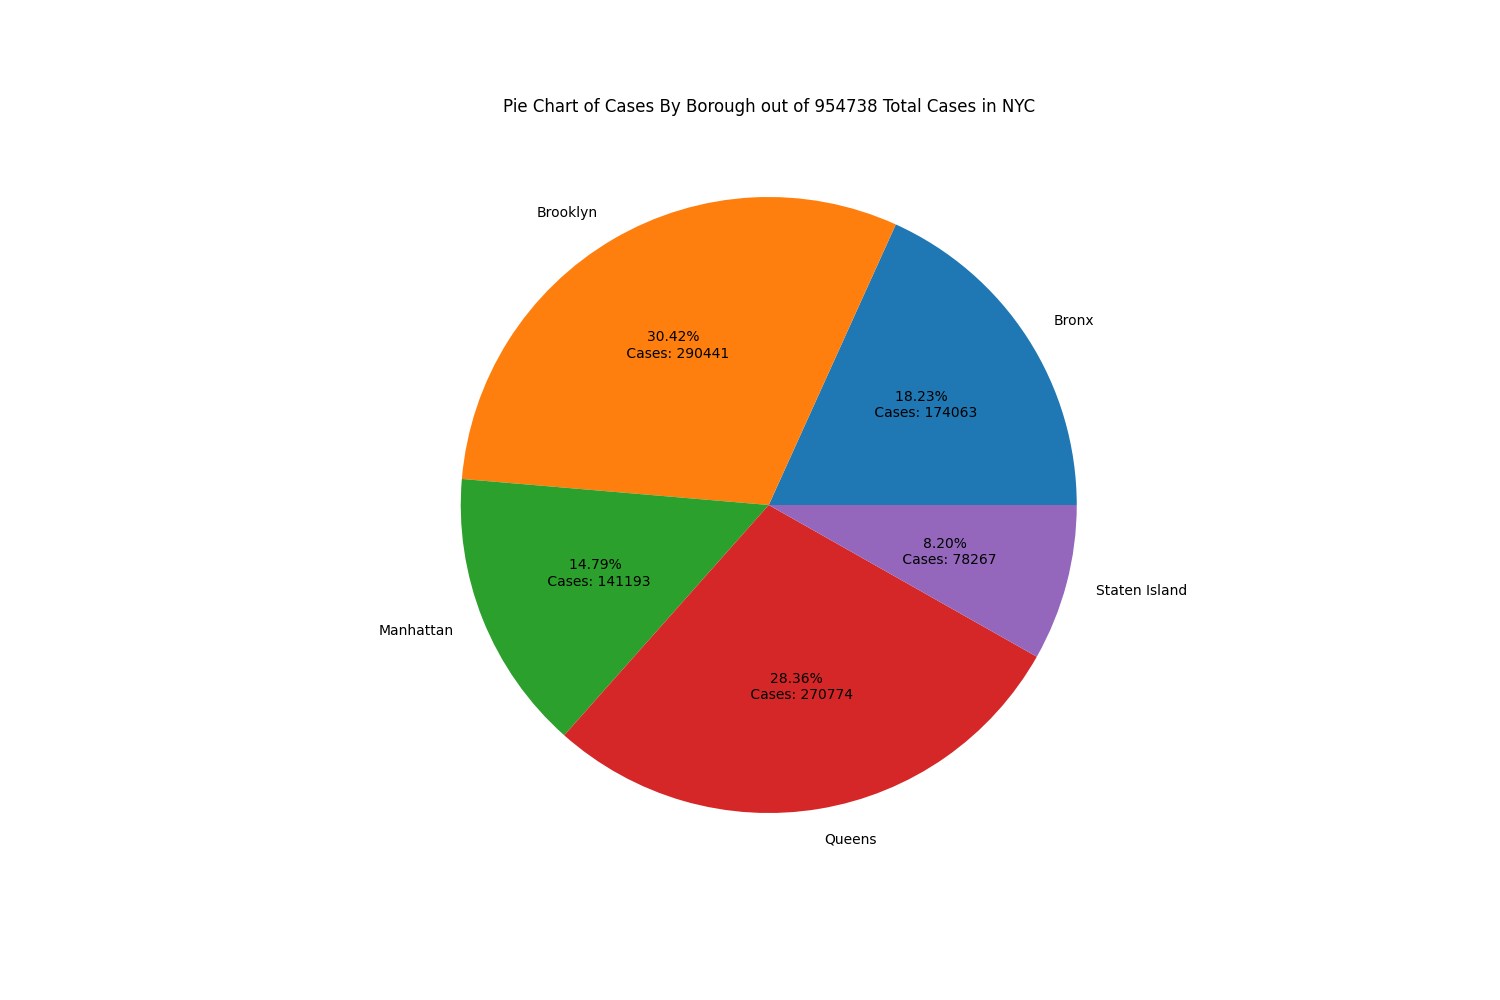 Pie Chart of Cases By Borough out of 954738 Total Cases in NYC
Brooklyn
Bronx
30.42%
Cases: 290441
18.23%
Cases: 174063
8.20%
Cases: 78267
14.79%
Cases: 141193
Staten Island
Manhattan
28.36%
Cases: 270774
Queens